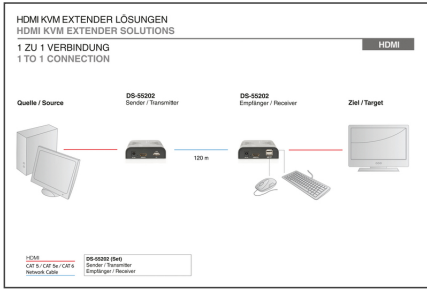 HDMI KVM EXTENDER LÖSUNGEN
HDMI KVM EXTENDER SOLUTIONS
1 ZU 1 VERBINDUNG
1 TO 1 CONNECTION
HDMI
Quelle / Source
DS-55202
Sender / Transmitter
DS-55202
Empfänger / Receiver
Ziel / Target
120 m
HDMI
CAT 5 / CAT 5e / CAT 6
Network Cable
DS-55202 (Set)
Sender / Transmitter
Empfänger / Receiver